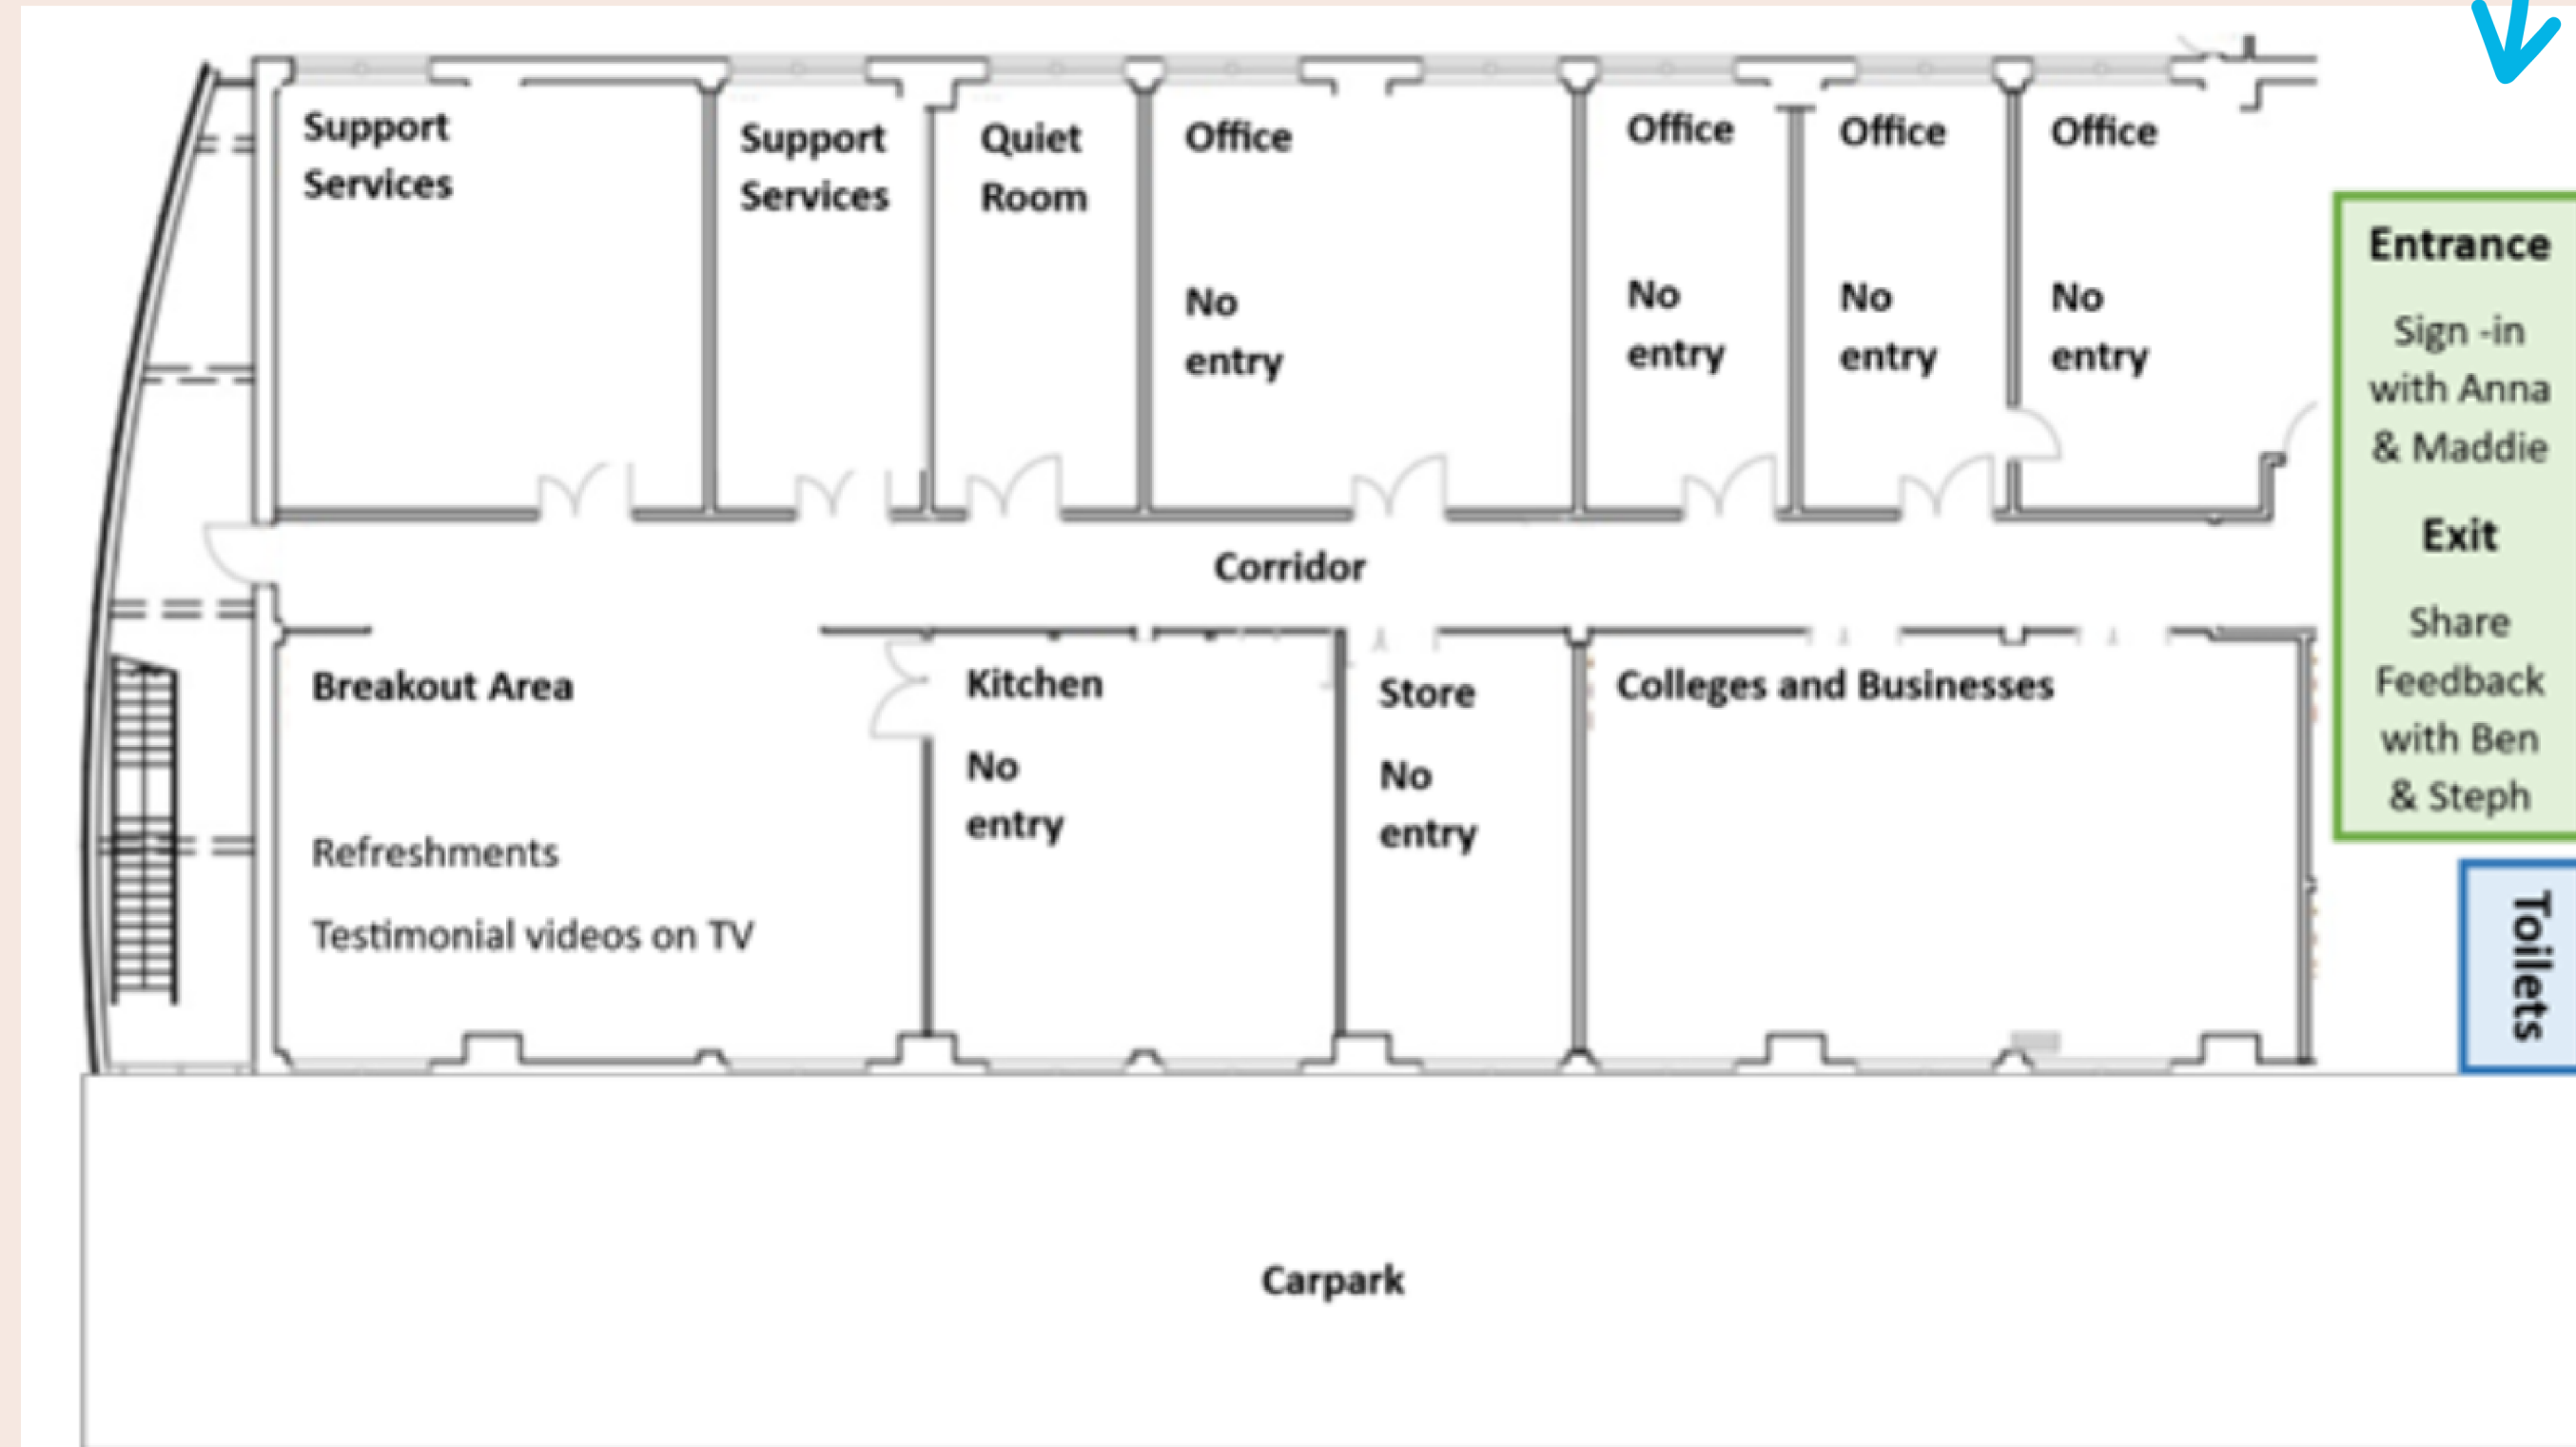 Support
Services
Support
Services
Quiet
Room
Office
No
entry
Office
No
entry
Office
No
entry
Office
No
entry
Entrance
Sign -in
with Anna
& Maddie
Exit
Share
Feedback
with Ben
& Steph
Corridor
Breakout Area
Refreshments
Testimonial videos on TV
Kitchen
No
entry
Store
No
entry
Colleges and Businesses
Toilets
Carpark